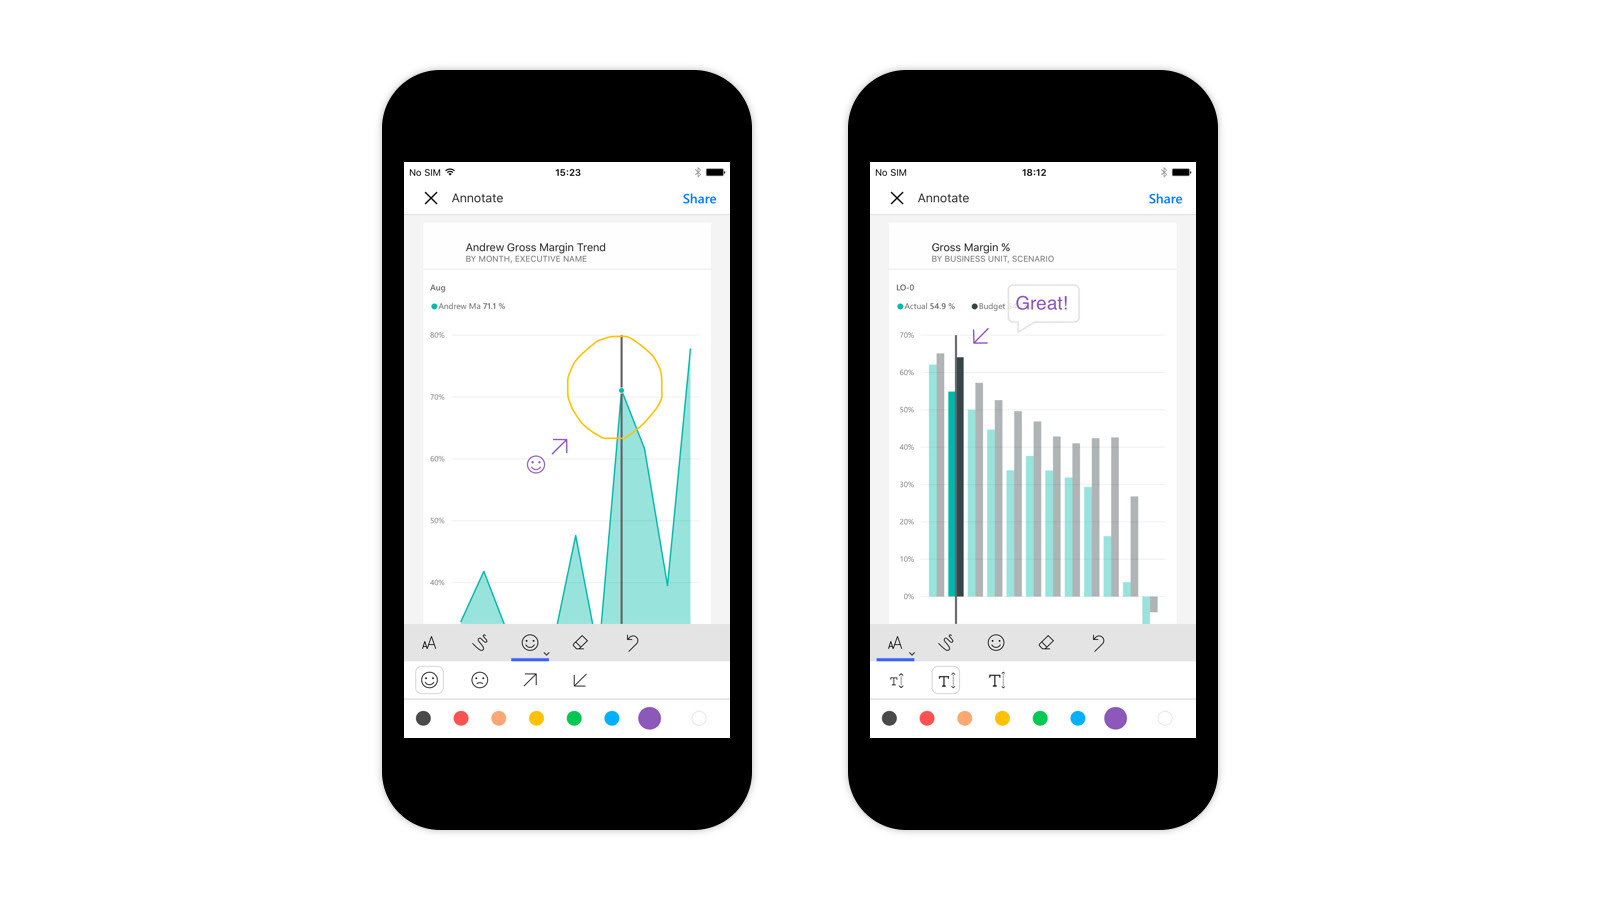 No SIM 15:23
Annotate Share
Andrew Gross Margin Trend
BY MONTH, EXECUTIVE NAME
Aug
Andrew Ma 71.1 %
80%
70%
60%
50%
40%
AA
No SIM 18:12
Annotate Share
Gross Margin %
BY BUSINESS UNIT, SCENARIO
LO-0
Actual 54.9 % Budget
Great!
70%
60%
50%
40%
30%
20%
10%
0%
AA
T T T